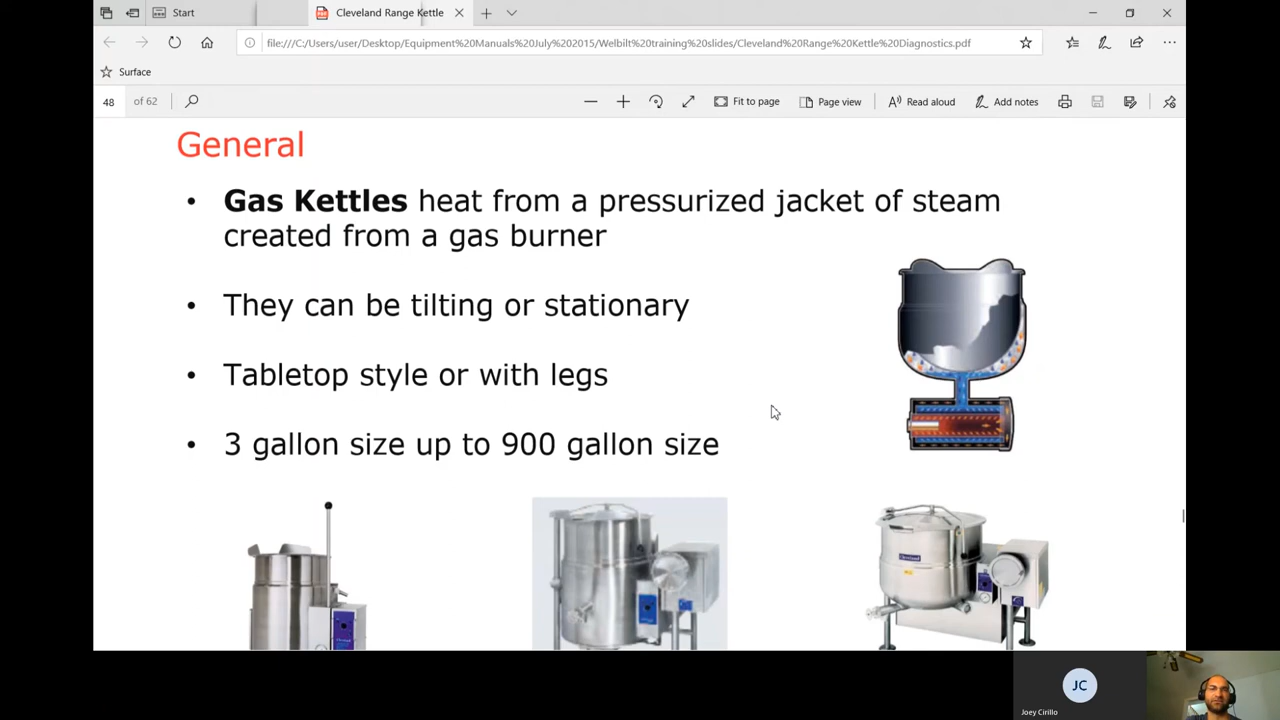 Start
Cleveland Range Kettle
file:///C:/Users/user/Desktop/Equipment%20Manuals%20July%202015/Welbilt%20training%20slides/Cleveland%20Range%20Kettle%20Diagnostics.pdf
Surface
48 of 62
Fit to page
Page view
Read aloud
Add notes
General
• Gas Kettles heat from a pressurized jacket of steam
created from a gas burner
• They can be tilting or stationary
• Tabletop style or with legs
• 3 gallon size up to 900 gallon size
Cleveland
JC
Joey Cirillo